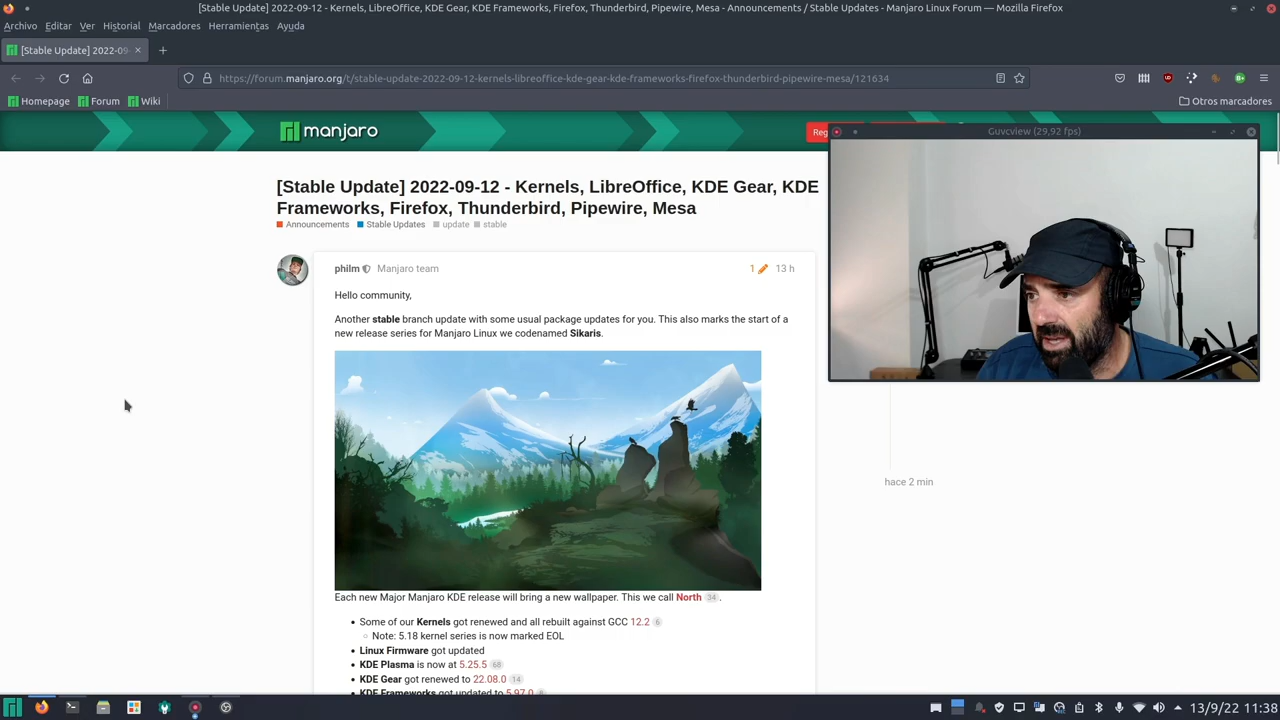 [Stable Update] 2022-09-12 - Kernels, LibreOffice, KDE Gear, KDE Frameworks, Firefox, Thunderbird, Pipewire, Mesa - Announcements / Stable Updates - Manjaro Linux Forum — Mozilla Firefox
Archivo Editar Ver Historial Marcadores Herramientas Ayuda
[Stable Update] 2022-09-
https://forum.manjaro.org/t/stable-update-2022-09-12-kernels-libreoffice-kde-gear-kde-frameworks-firefox-thunderbird-pipewire-mesa/121634
Homepage Forum Wiki Otros marcadores
manjaro
Reg
Guvcview (29,92 fps)
[Stable Update] 2022-09-12 - Kernels, LibreOffice, KDE Gear, KDE
Frameworks, Firefox, Thunderbird, Pipewire, Mesa
Announcements Stable Updates update stable
philm Manjaro team 1 13 h
Hello community,
Another stable branch update with some usual package updates for you. This also marks the start of a
new release series for Manjaro Linux we codenamed Sikaris.
hace 2 min
Each new Major Manjaro KDE release will bring a new wallpaper. This we call North 34.
• Some of our Kernels got renewed and all rebuilt against GCC 12.2 6
○ Note: 5.18 kernel series is now marked EOL
• Linux Firmware got updated
• KDE Plasma is now at 5.25.5 68
• KDE Gear got renewed to 22.08.0 14
• KDE Frameworks got updated to 5.97.0
13/9/22 11:38